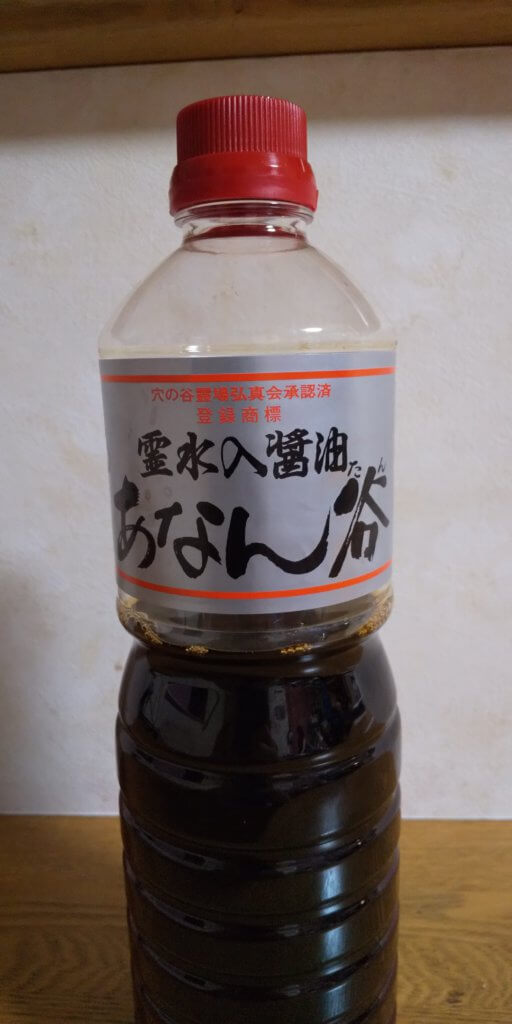 穴の谷霊場弘真会承認済
登録商標
霊水入醤油
たん
あなん谷